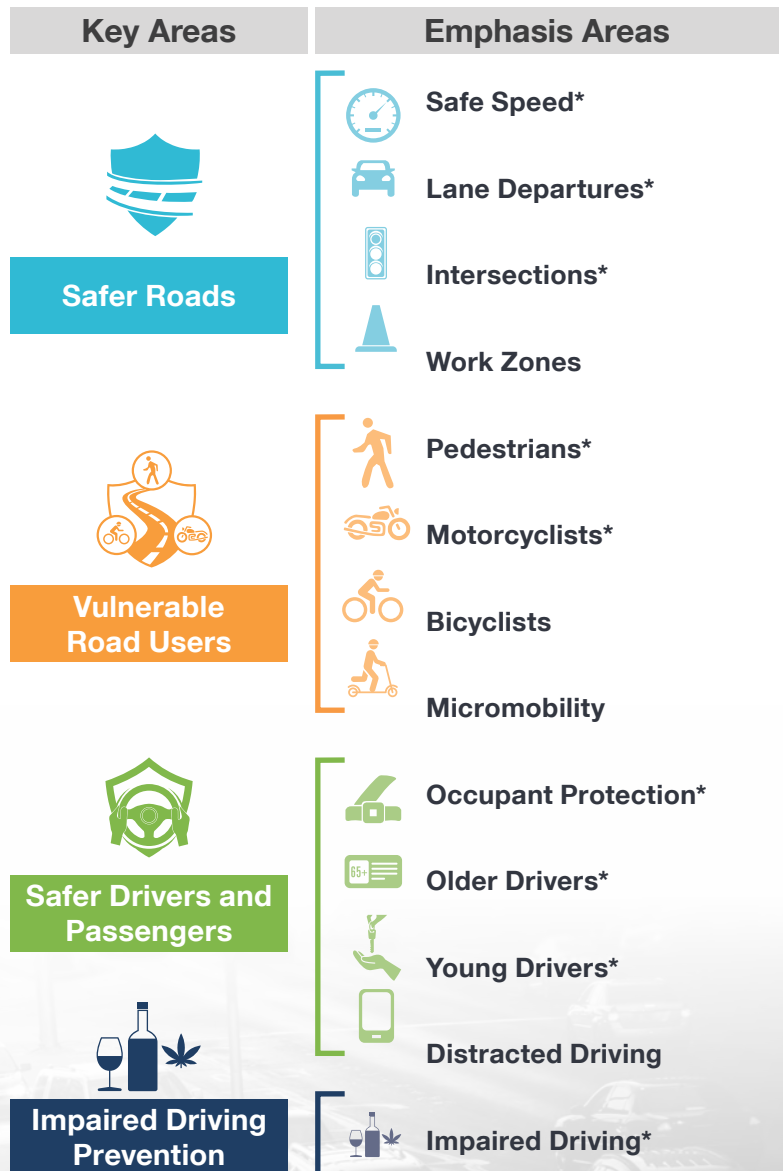 Key Areas
Emphasis Areas
Safer Roads
Safe Speed*
Lane Departures*
Intersections*
Work Zones
Vulnerable
Road Users
Pedestrians*
Motorcyclists*
Bicyclists
Micromobility
Safer Drivers and
Passengers
Occupant Protection*
65+
Older Drivers*
Young Drivers*
Distracted Driving
Impaired Driving
Prevention
Impaired Driving*